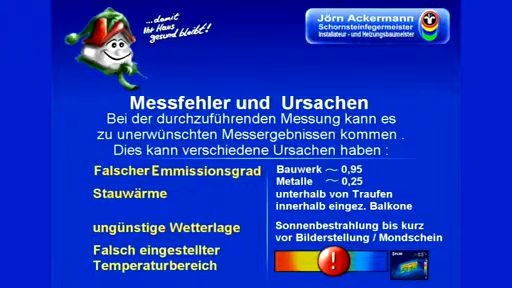 ...damit
Ihr Haus
gesund bleibt!
Jörn Ackermann
Schornsteinfegermeister
Installateur - und Heizungsbaumeister
Messfehler und Ursachen
Bei der durchzuführenden Messung kann es
zu unerwünschten Messergebnissen kommen .
Dies kann verschiedene Ursachen haben :
Falscher Emmissionsgrad
Bauwerk ~ 0,95
Metalle ~ 0,25
Stauwärme
unterhalb von Traufen
innerhalb eingez. Balkone
ungünstige Wetterlage
Sonnenbestrahlung bis kurz
vor Bilderstellung / Mondschein
Falsch eingestellter
Temperaturbereich
!